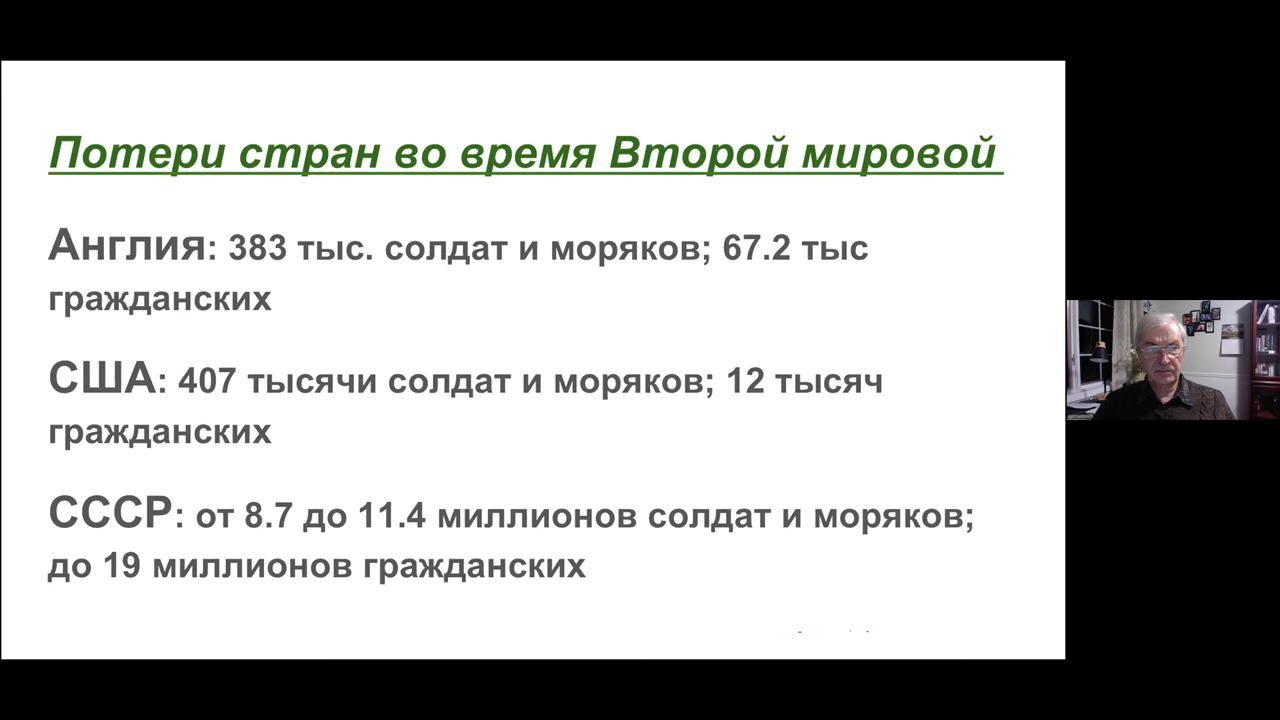 Потери стран во время Второй мировой
Англия: 383 тыс. солдат и моряков; 67.2 тыс
гражданских
США: 407 тысячи солдат и моряков; 12 тысяч
гражданских
СССР: от 8.7 до 11.4 миллионов солдат и моряков;
до 19 миллионов гражданских